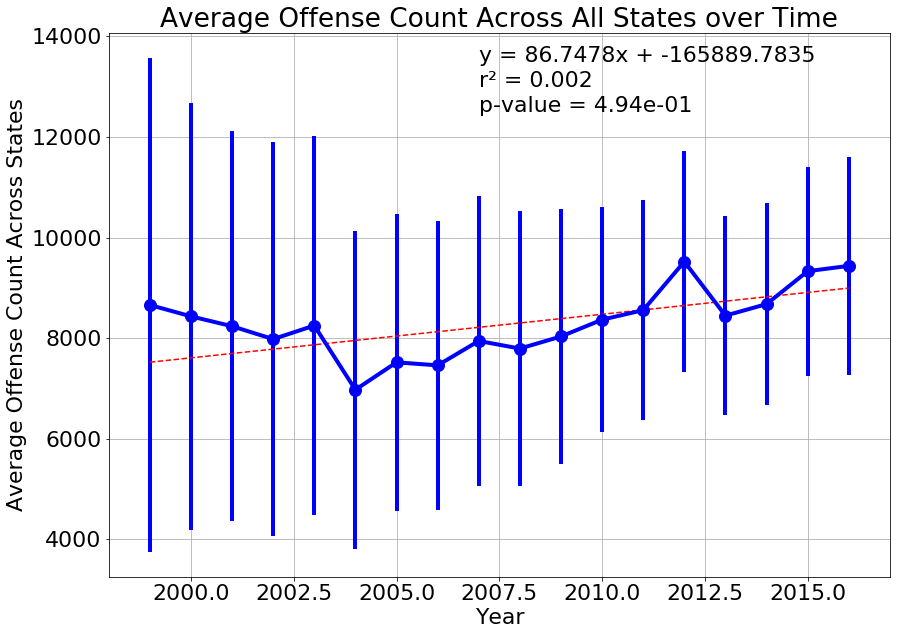 Average Offense Count Across All States over Time
y = 86.7478x + -165889.7835
r² = 0.002
p-value = 4.94e-01
Average Offense Count Across States
14000
12000
10000
8000
6000
4000
2000.0 2002.5 2005.0 2007.5 2010.0 2012.5 2015.0
Year